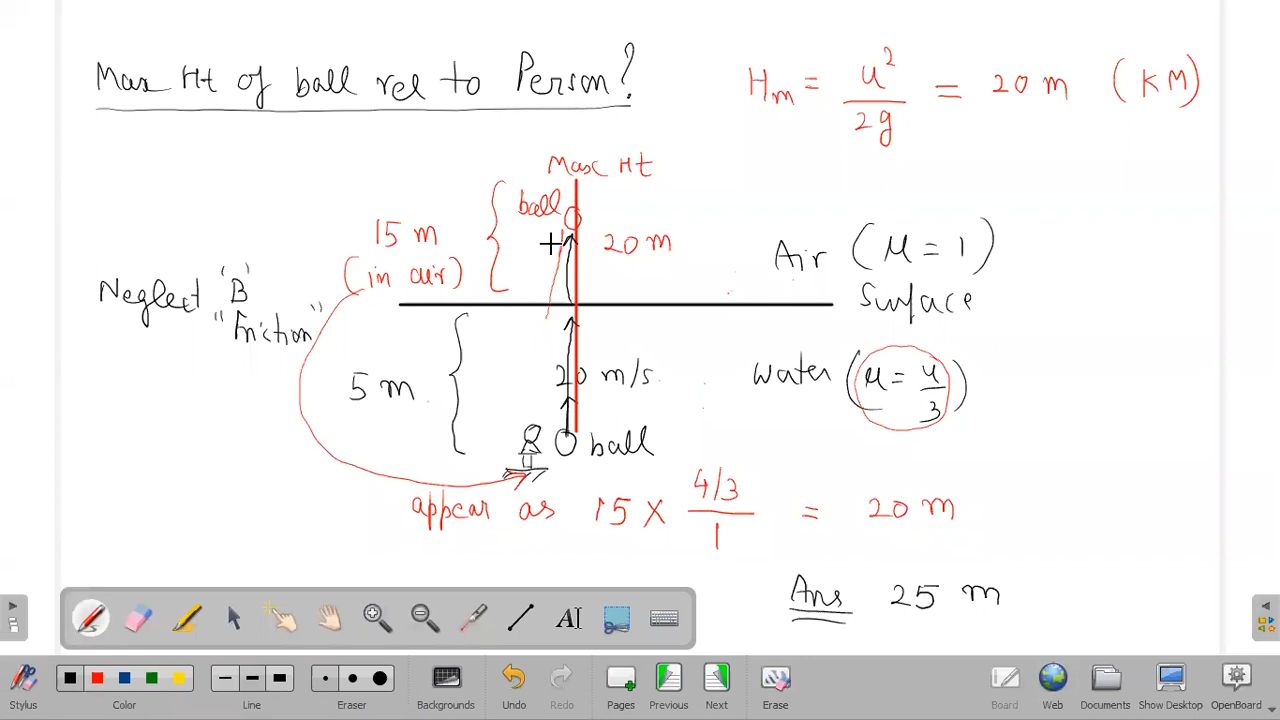 Max Ht of ball rel to Person?
Hm = u²/2g = 20 m (KM)
Max Ht
ball
15 m
(in air)
20 m
Air (μ = 1)
Surface
Neglect 'B'
"Friction"
5 m
20 m/s
water (μ = 4/3)
ball
appear as 15 × 4/3/1 = 20 m
Ans 25 m
Stylus
Color
Line
Eraser
Backgrounds
Undo
Redo
Pages
Previous
Next
Erase
Board
Web
Documents
Show Desktop
OpenBoard